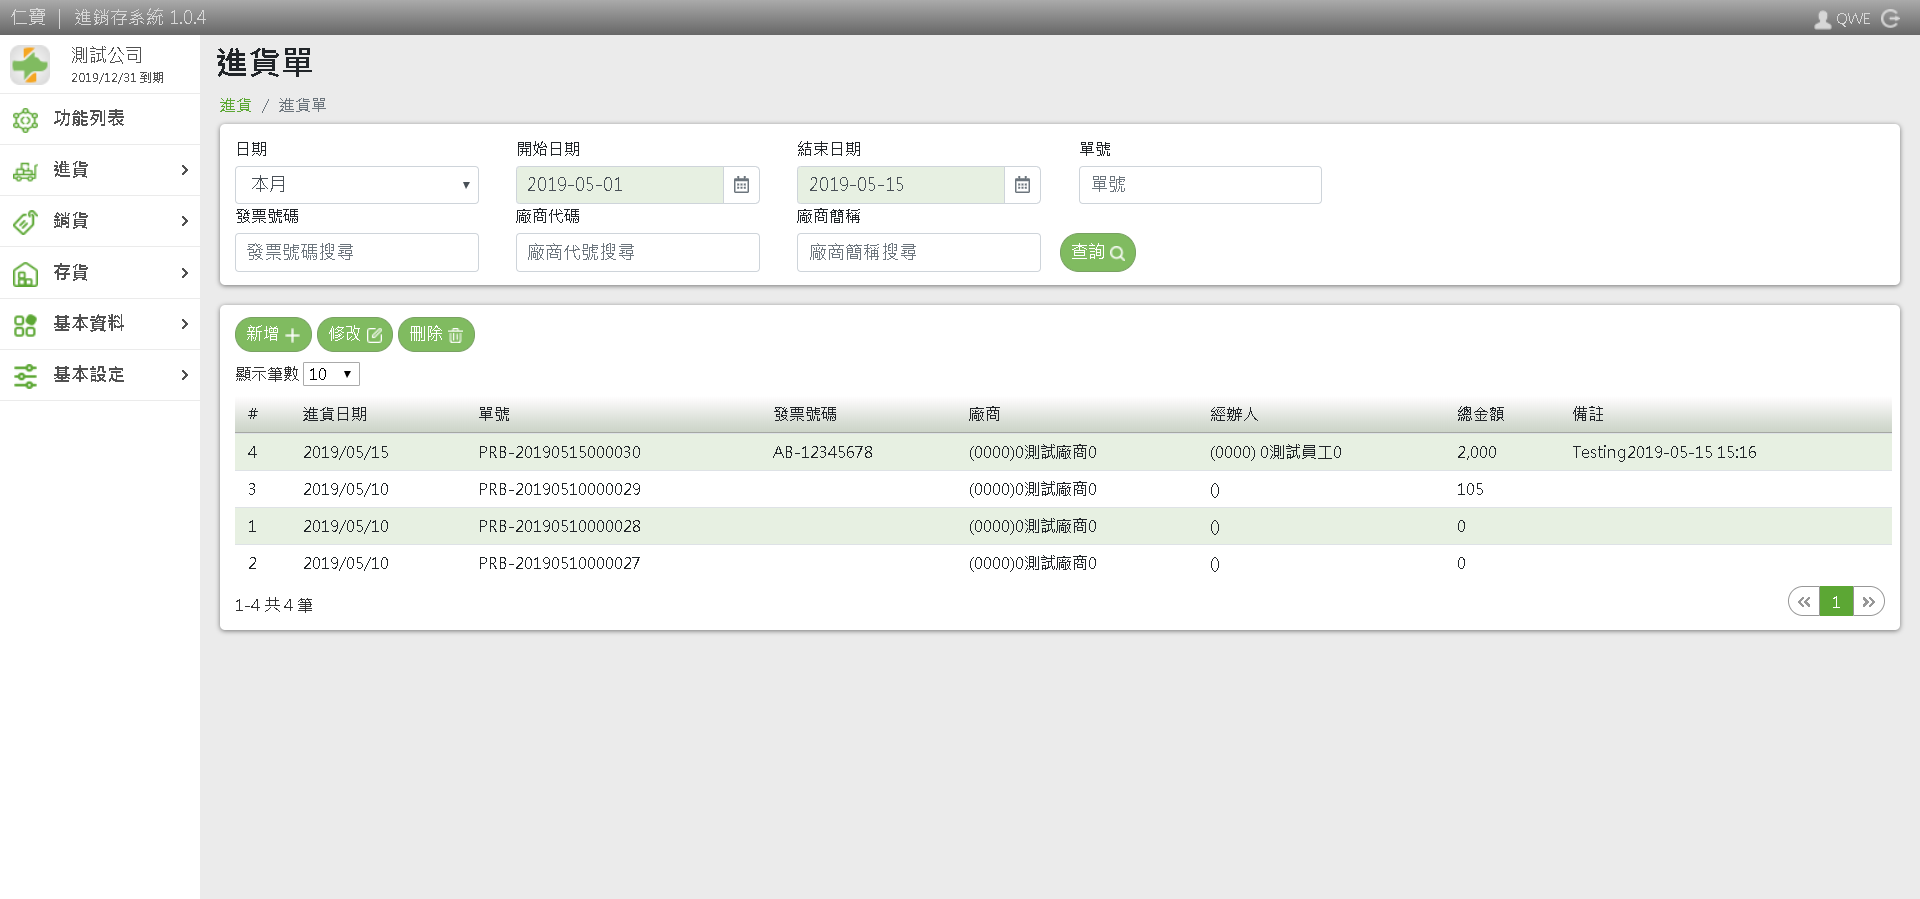 仁寶 | 進銷存系統 1.0.4
QWE
測試公司
2019/12/31 到期
功能列表
進貨
銷貨
存貨
基本資料
基本設定
進貨單
進貨 / 進貨單
日期 開始日期 結束日期 單號
本月 2019-05-01 2019-05-15 單號
發票號碼 廠商代碼 廠商簡稱
發票號碼搜尋 廠商代號搜尋 廠商簡稱搜尋 查詢
新增 修改 刪除
顯示筆數 10
# 進貨日期 單號 發票號碼 廠商 經辦人 總金額 備註
4 2019/05/15 PRB-20190515000030 AB-12345678 (0000)0測試廠商0 (0000) 0測試員工0 2,000 Testing2019-05-15 15:16
3 2019/05/10 PRB-20190510000029 (0000)0測試廠商0 () 105
1 2019/05/10 PRB-20190510000028 (0000)0測試廠商0 () 0
2 2019/05/10 PRB-20190510000027 (0000)0測試廠商0 () 0
1-4 共 4 筆
« 1 »